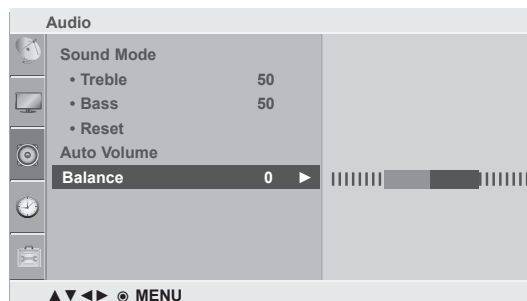 Audio
Sound Mode
• Treble 50
• Bass 50
• Reset
Auto Volume
Balance 0 ►
▲▼◄► ◉ MENU